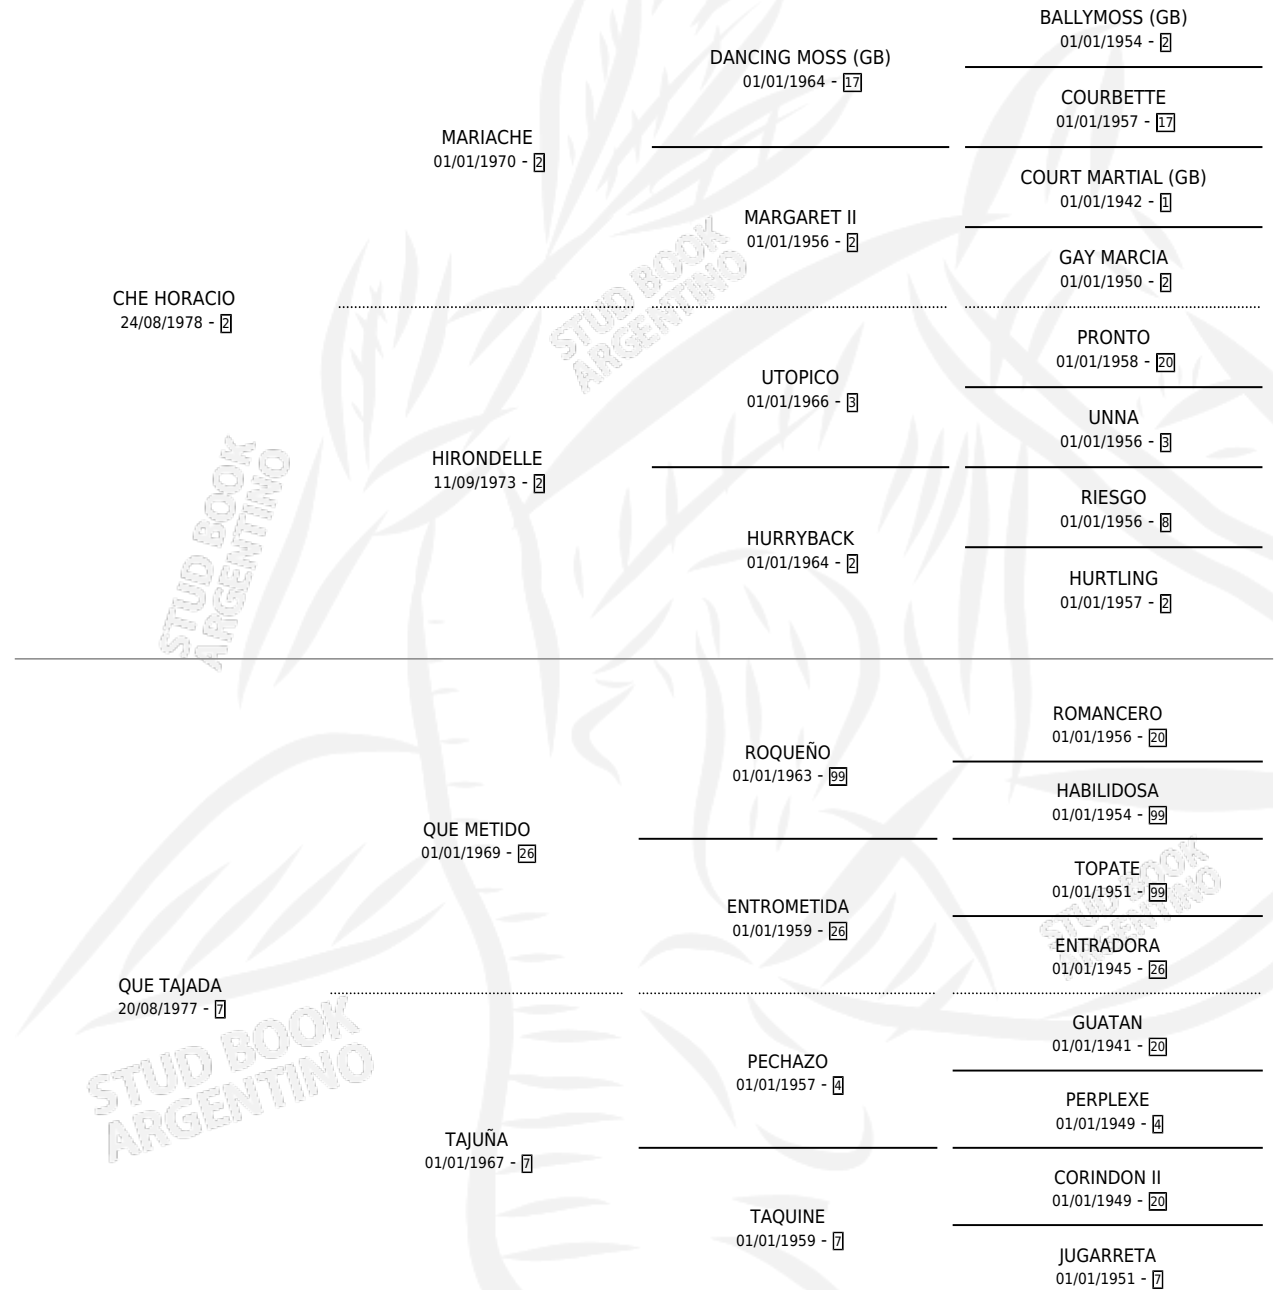 BALLYMOSS (GB)
01/01/1954 - 2
DANCING MOSS (GB)
01/01/1964 - 17
COURBETTE
01/01/1957 - 17
MARIACHE
01/01/1970 - 2
COURT MARTIAL (GB)
01/01/1942 - 1
MARGARET II
01/01/1956 - 2
GAY MARCIA
01/01/1950 - 2
CHE HORACIO
24/08/1978 - 2
PRONTO
01/01/1958 - 20
UTOPICO
01/01/1966 - 3
UNNA
01/01/1956 - 3
HIRONDELLE
11/09/1973 - 2
RIESGO
01/01/1956 - 8
HURRYBACK
01/01/1964 - 2
HURTLING
01/01/1957 - 2
ROMANCERO
01/01/1956 - 20
ROQUEÑO
01/01/1963 - 99
HABILIDOSA
01/01/1954 - 99
QUE METIDO
01/01/1969 - 26
TOPATE
01/01/1951 - 99
ENTROMETIDA
01/01/1959 - 26
ENTRADORA
01/01/1945 - 26
QUE TAJADA
20/08/1977 - 7
GUATAN
01/01/1941 - 20
PECHAZO
01/01/1957 - 4
PERPLEXE
01/01/1949 - 4
TAJUÑA
01/01/1967 - 7
CORINDON II
01/01/1949 - 20
TAQUINE
01/01/1959 - 7
JUGARRETA
01/01/1951 - 7
STUD BOOK
ARGENTINO
STUD BOOK
ARGENTINO
STUD BOOK
ARGENTINO
STUD BOOK
ARGENTINO